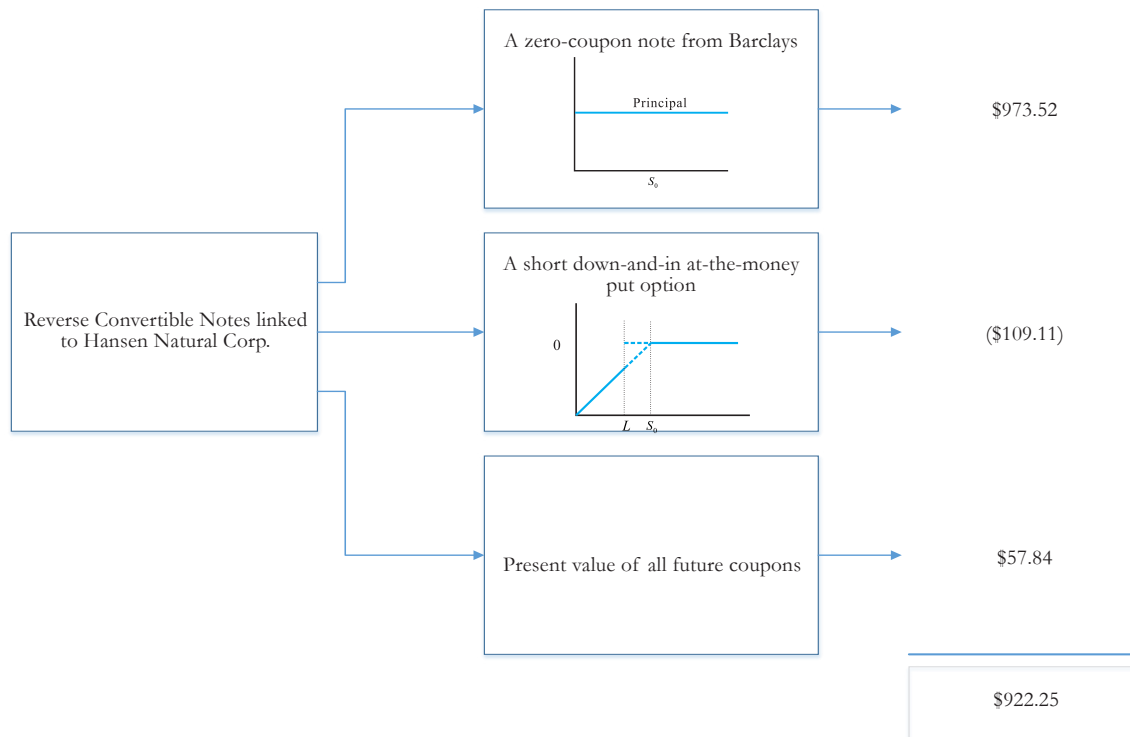 A zero-coupon note from Barclays
Principal
S₀
$973.52
Reverse Convertible Notes linked
to Hansen Natural Corp.
A short down-and-in at-the-money
put option
0
L S₀
($109.11)
Present value of all future coupons
$57.84
$922.25